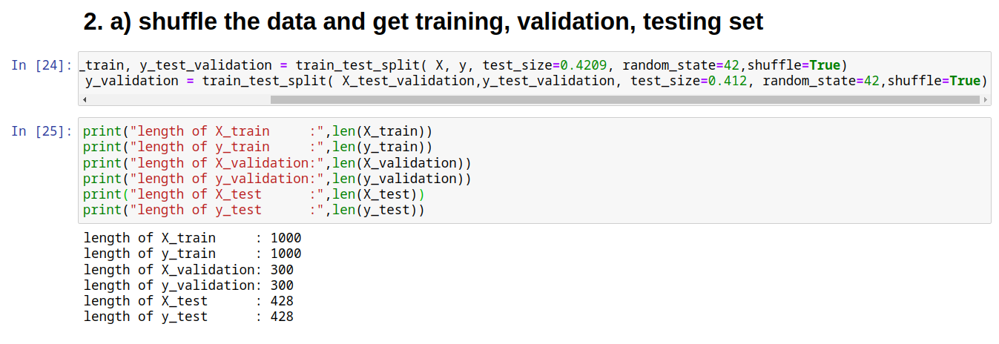 2. a) shuffle the data and get training, validation, testing set
In [24]: _train, y_test_validation = train_test_split( X, y, test_size=0.4209, random_state=42,shuffle=True)
y_validation = train_test_split( X_test_validation,y_test_validation, test_size=0.412, random_state=42,shuffle=True)
In [25]: print("length of X_train     :",len(X_train))
print("length of y_train     :",len(y_train))
print("length of X_validation:",len(X_validation))
print("length of y_validation:",len(y_validation))
print("length of X_test      :",len(X_test))
print("length of y_test      :",len(y_test))
length of X_train     : 1000
length of y_train     : 1000
length of X_validation: 300
length of y_validation: 300
length of X_test      : 428
length of y_test      : 428